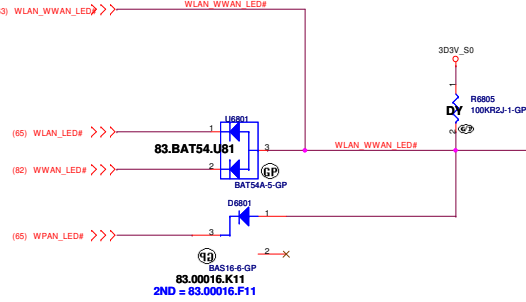 3) WLAN_WWAN_LED#
WLAN_WWAN_LED#
3D3V_S0
1
R6805
DY
100KR2J-1-GP
2
U6801
(65) WLAN_LED#
1
83.BAT54.U81
3
WLAN_WWAN_LED#
(82) WWAN_LED#
2
GP
BAT54A-5-GP
D6801
1
(65) WPAN_LED#
3
2
BAS16-6-GP
83.00016.K11
2ND = 83.00016.F11